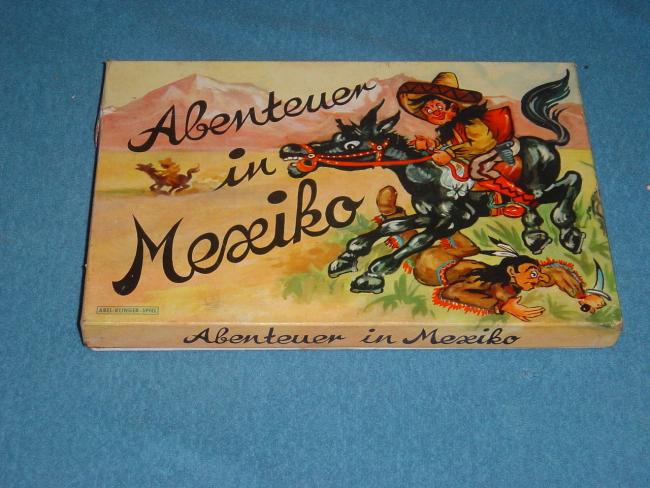 Abenteuer
in
Mexiko
ABEL-KLINGER-SPIEL
Abenteuer in Mexiko